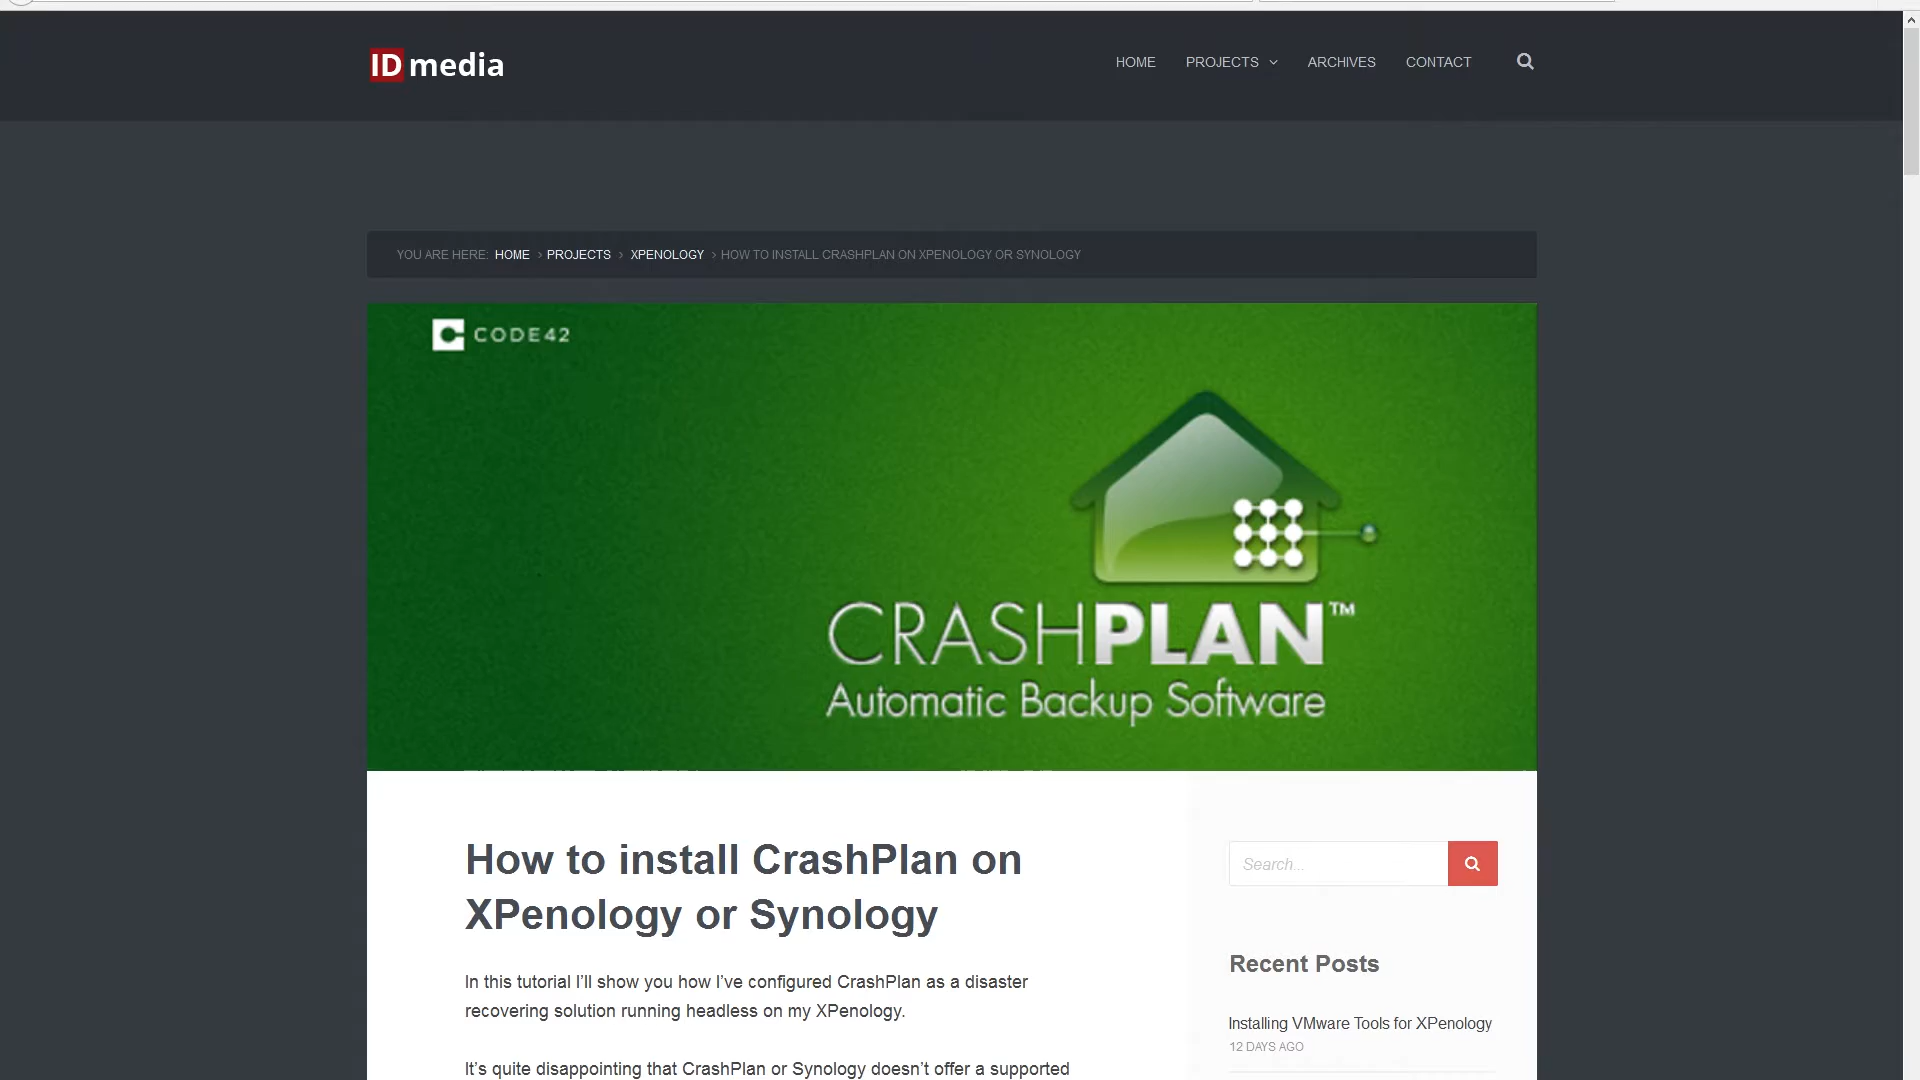 ID media
HOME PROJECTS ARCHIVES CONTACT
YOU ARE HERE: HOME > PROJECTS > XPENOLOGY > HOW TO INSTALL CRASHPLAN ON XPENOLOGY OR SYNOLOGY
CODE42
CRASHPLAN™
Automatic Backup Software
How to install CrashPlan on
XPenology or Synology
In this tutorial I’ll show you how I’ve configured CrashPlan as a disaster
recovering solution running headless on my XPenology.
It’s quite disappointing that CrashPlan or Synology doesn’t offer a supported
Search...
Recent Posts
Installing VMware Tools for XPenology
12 DAYS AGO